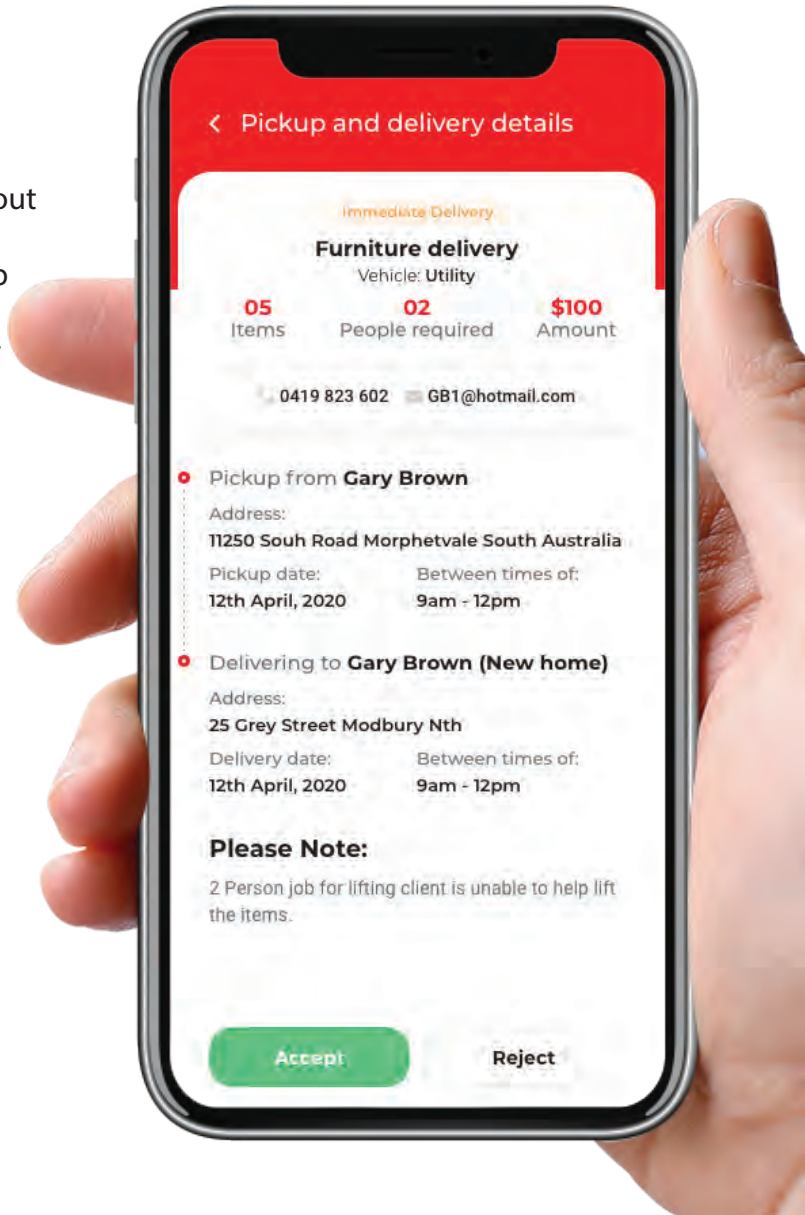 out
Pickup and delivery details
Immediate Delivery
Furniture delivery
Vehicle: Utility
05 02 $100
Items People required Amount
0419 823 602 GB1@hotmail.com
Pickup from Gary Brown
Address:
11250 Souh Road Morphetvale South Australia
Pickup date: Between times of:
12th April, 2020 9am - 12pm
Delivering to Gary Brown (New home)
Address:
25 Grey Street Modbury Nth
Delivery date: Between times of:
12th April, 2020 9am - 12pm
Please Note:
2 Person job for lifting client is unable to help lift
the items.
Accept Reject